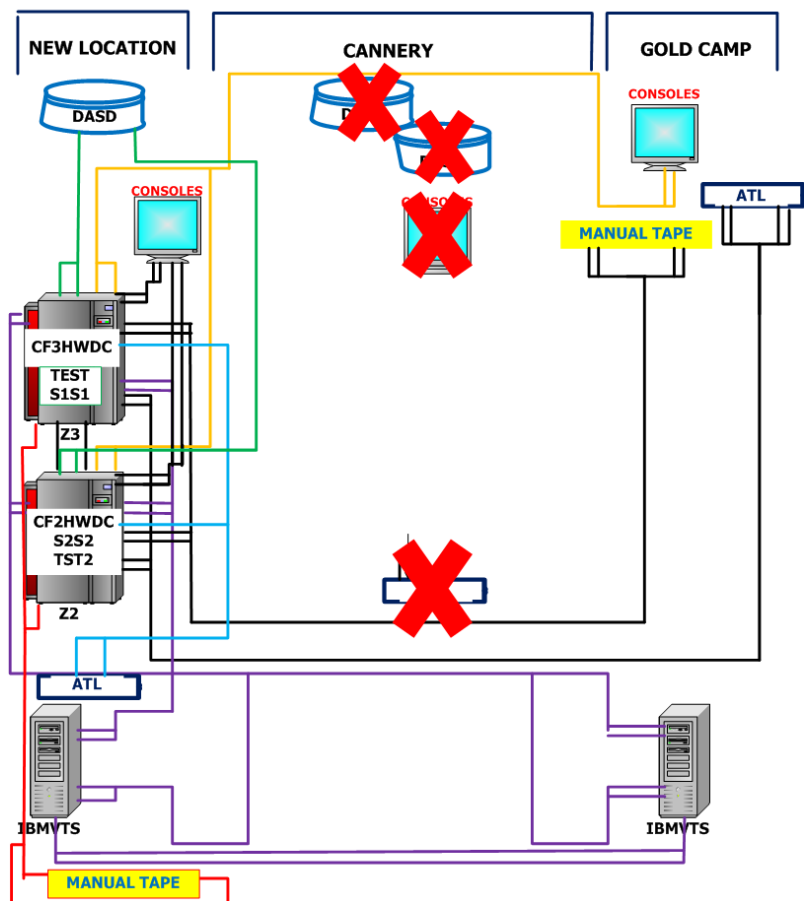 NEW LOCATION
CANNERY
GOLD CAMP
DASD
CONSOLES
CONSOLES
ATL
MANUAL TAPE
CF3HWDC
TEST
S1S1
Z3
CF2HWDC
S2S2
TST2
Z2
ATL
IBMVTS
IBMVTS
MANUAL TAPE